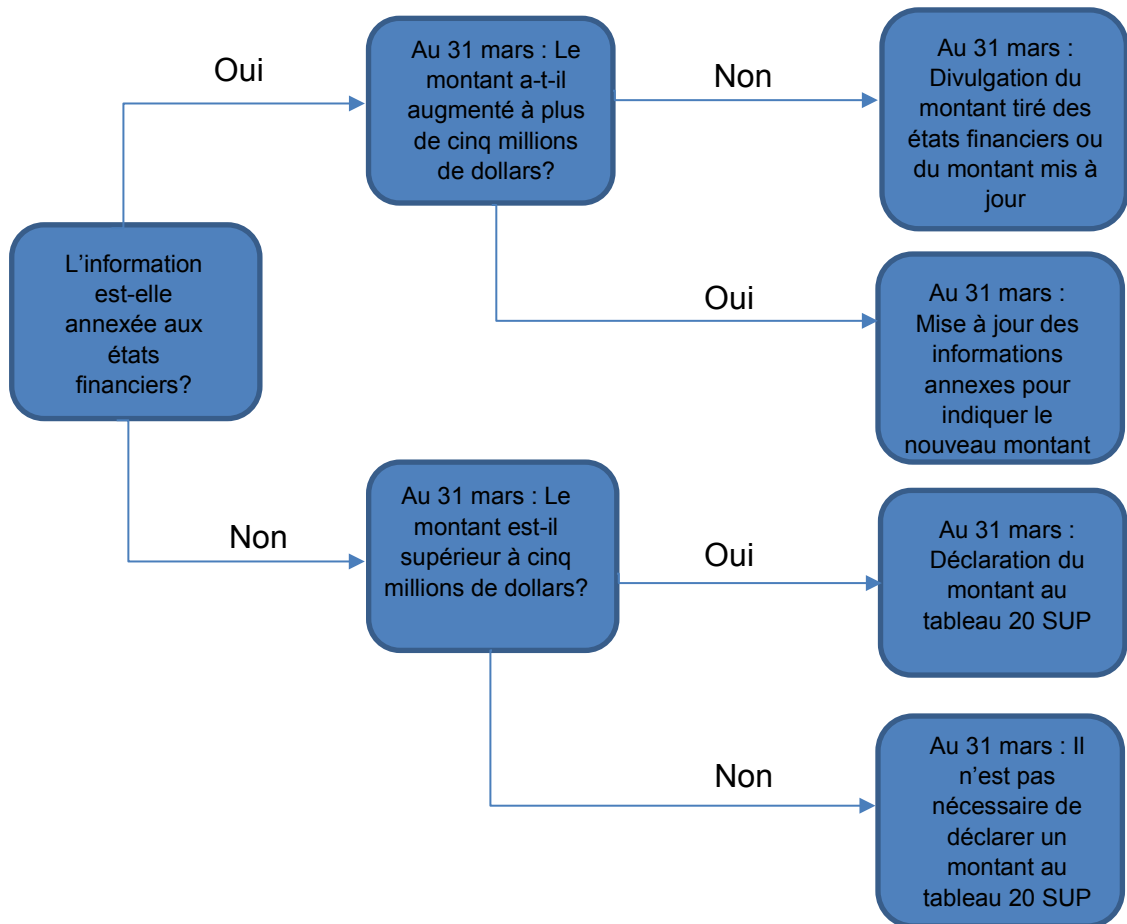 L'information
est-elle
annexée aux
états
financiers?
Oui
Au 31 mars : Le
montant a-t-il
augmenté à plus
de cinq millions
de dollars?
Non
Au 31 mars :
Divulgation du
montant tiré des
états financiers ou
du montant mis à
jour
Oui
Au 31 mars :
Mise à jour des
informations
annexes pour
indiquer le
nouveau montant
Non
Au 31 mars : Le
montant est-il
supérieur à cinq
millions de dollars?
Oui
Au 31 mars :
Déclaration du
montant au
tableau 20 SUP
Non
Au 31 mars : Il
n'est pas
nécessaire de
déclarer un
montant au
tableau 20 SUP